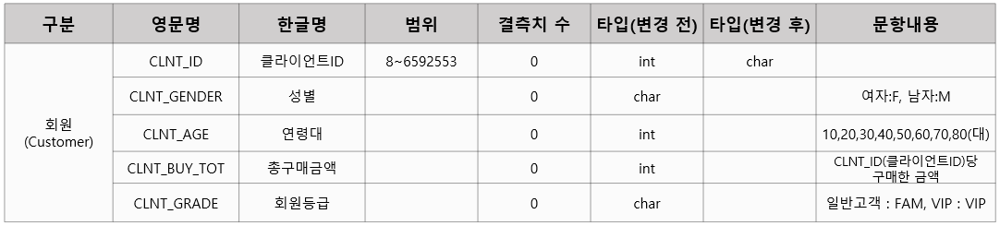 구분 영문명 한글명 범위 결측치 수 타입(변경 전) 타입(변경 후) 문항내용
회원
(Customer)
CLNT_ID 클라이언트ID 8~6592553 0 int char
CLNT_GENDER 성별 0 char 여자:F, 남자:M
CLNT_AGE 연령대 0 int 10,20,30,40,50,60,70,80(대)
CLNT_BUY_TOT 총구매금액 0 int CLNT_ID(클라이언트ID)당
구매한 금액
CLNT_GRADE 회원등급 0 char 일반고객 : FAM, VIP : VIP